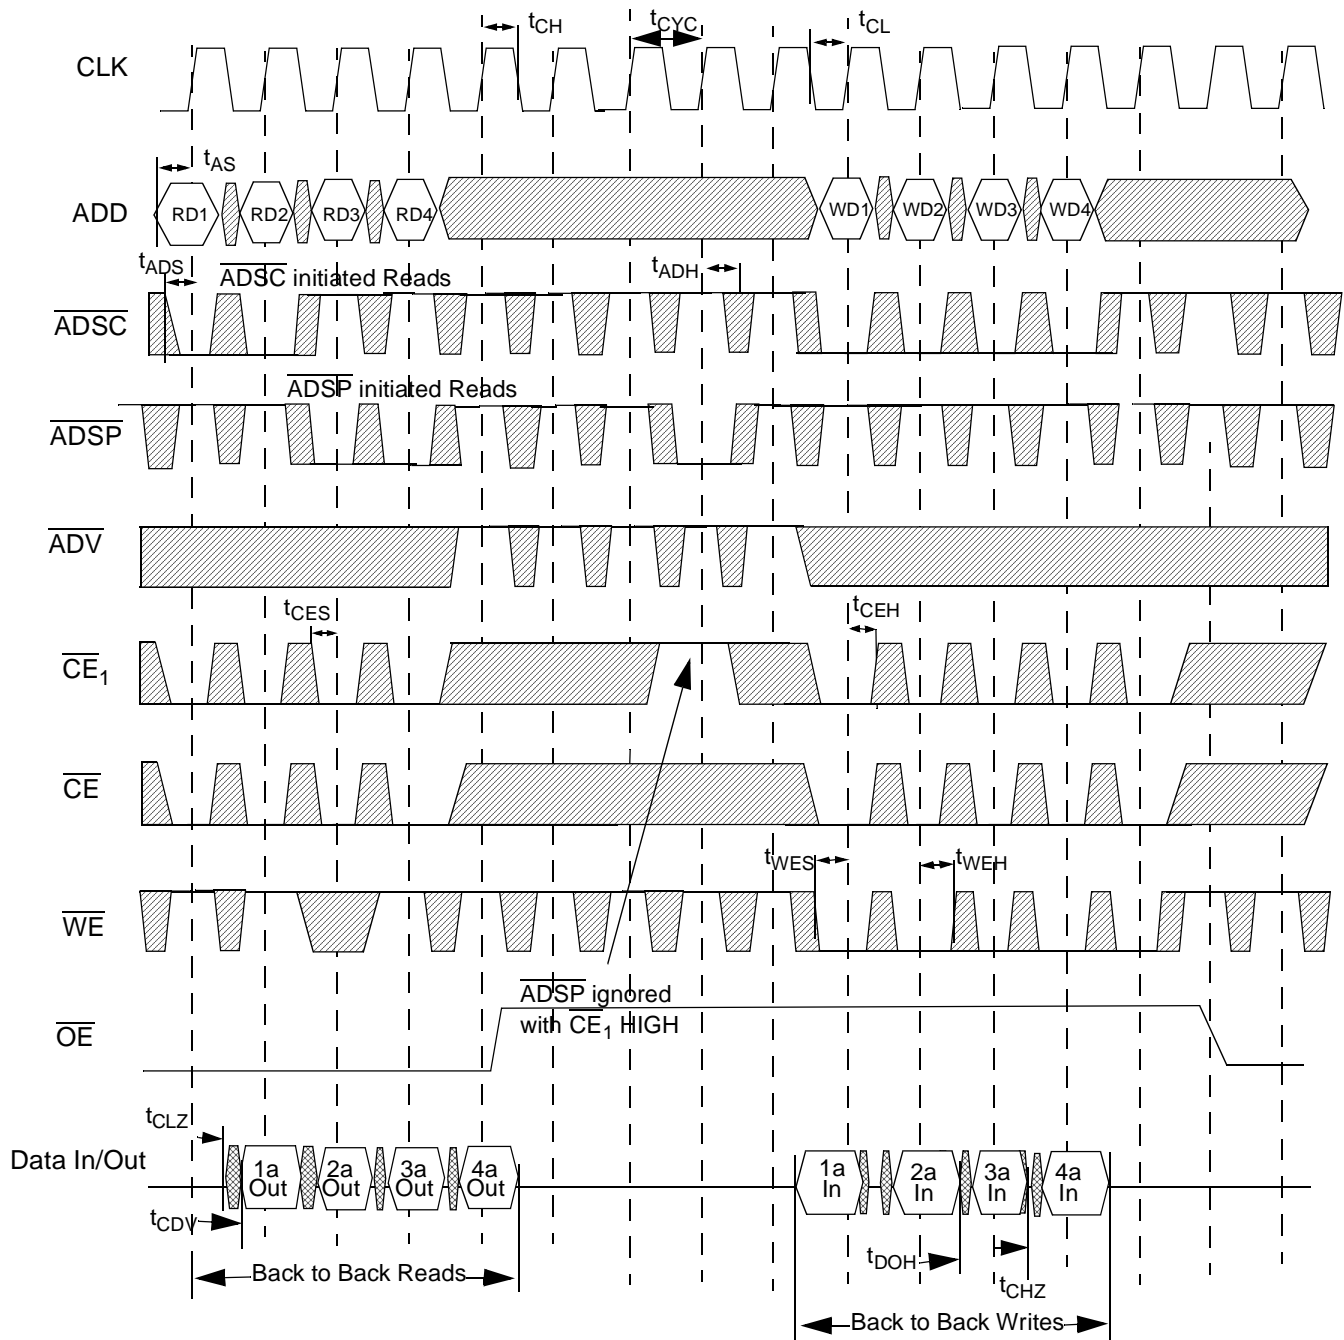 tCH
tCYC
tCL
CLK
tAS
ADD
RD1
RD2
RD3
RD4
WD1
WD2
WD3
WD4
tADS
ADSC initiated Reads
tADH
ADSC
ADSP initiated Reads
ADSP
ADV
tCES
tCEH
CE1
CE
tWES
tWEH
WE
ADSP ignored
with CE1 HIGH
OE
tCLZ
Data In/Out
1a
Out
2a
Out
3a
Out
4a
Out
1a
In
2a
In
3a
In
4a
In
tCDV
tDOH
tCHZ
Back to Back Reads
Back to Back Writes